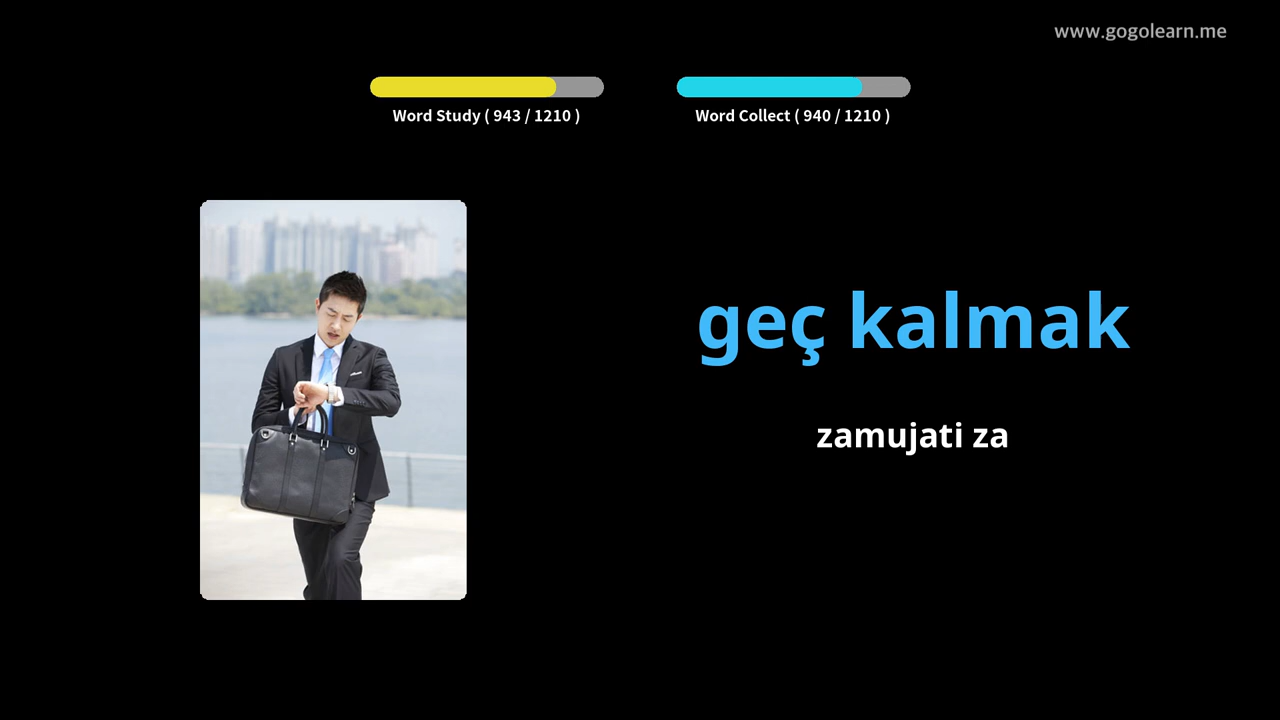 www.gogolearn.me
Word Study ( 943 / 1210 )
Word Collect ( 940 / 1210 )
geç kalmak
zamujati za